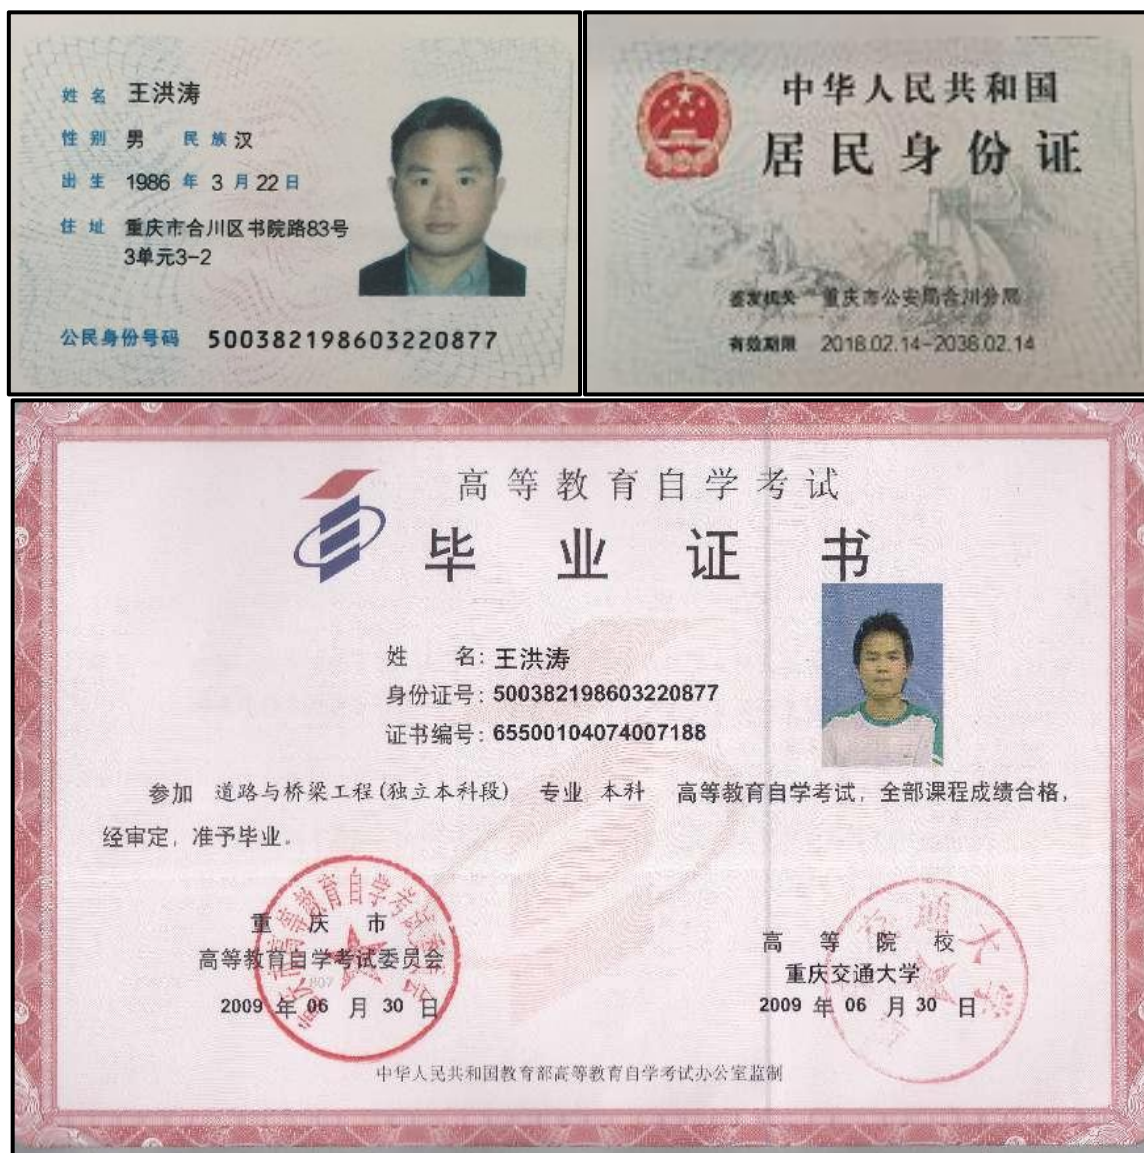 姓名 王洪涛
性别 男 民族 汉
出生 1986 年 3 月 22 日
住址 重庆市合川区书院路83号
3单元3-2
公民身份号码 500382198603220877
中华人民共和国
居民身份证
签发机关 重庆市公安局合川分局
有效期限 2018.02.14-2038.02.14
高等教育自学考试
毕业证书
姓 名: 王洪涛
身份证号: 500382198603220877
证书编号: 65500104074007188
参加 道路与桥梁工程(独立本科段) 专业 本科 高等教育自学考试, 全部课程成绩合格,
经审定, 准予毕业。
重庆市
高等教育自学考试委员会
2009 年 06 月 30 日
高等院校
重庆交通大学
2009 年 06 月 30 日
中华人民共和国教育部高等教育自学考试办公室监制